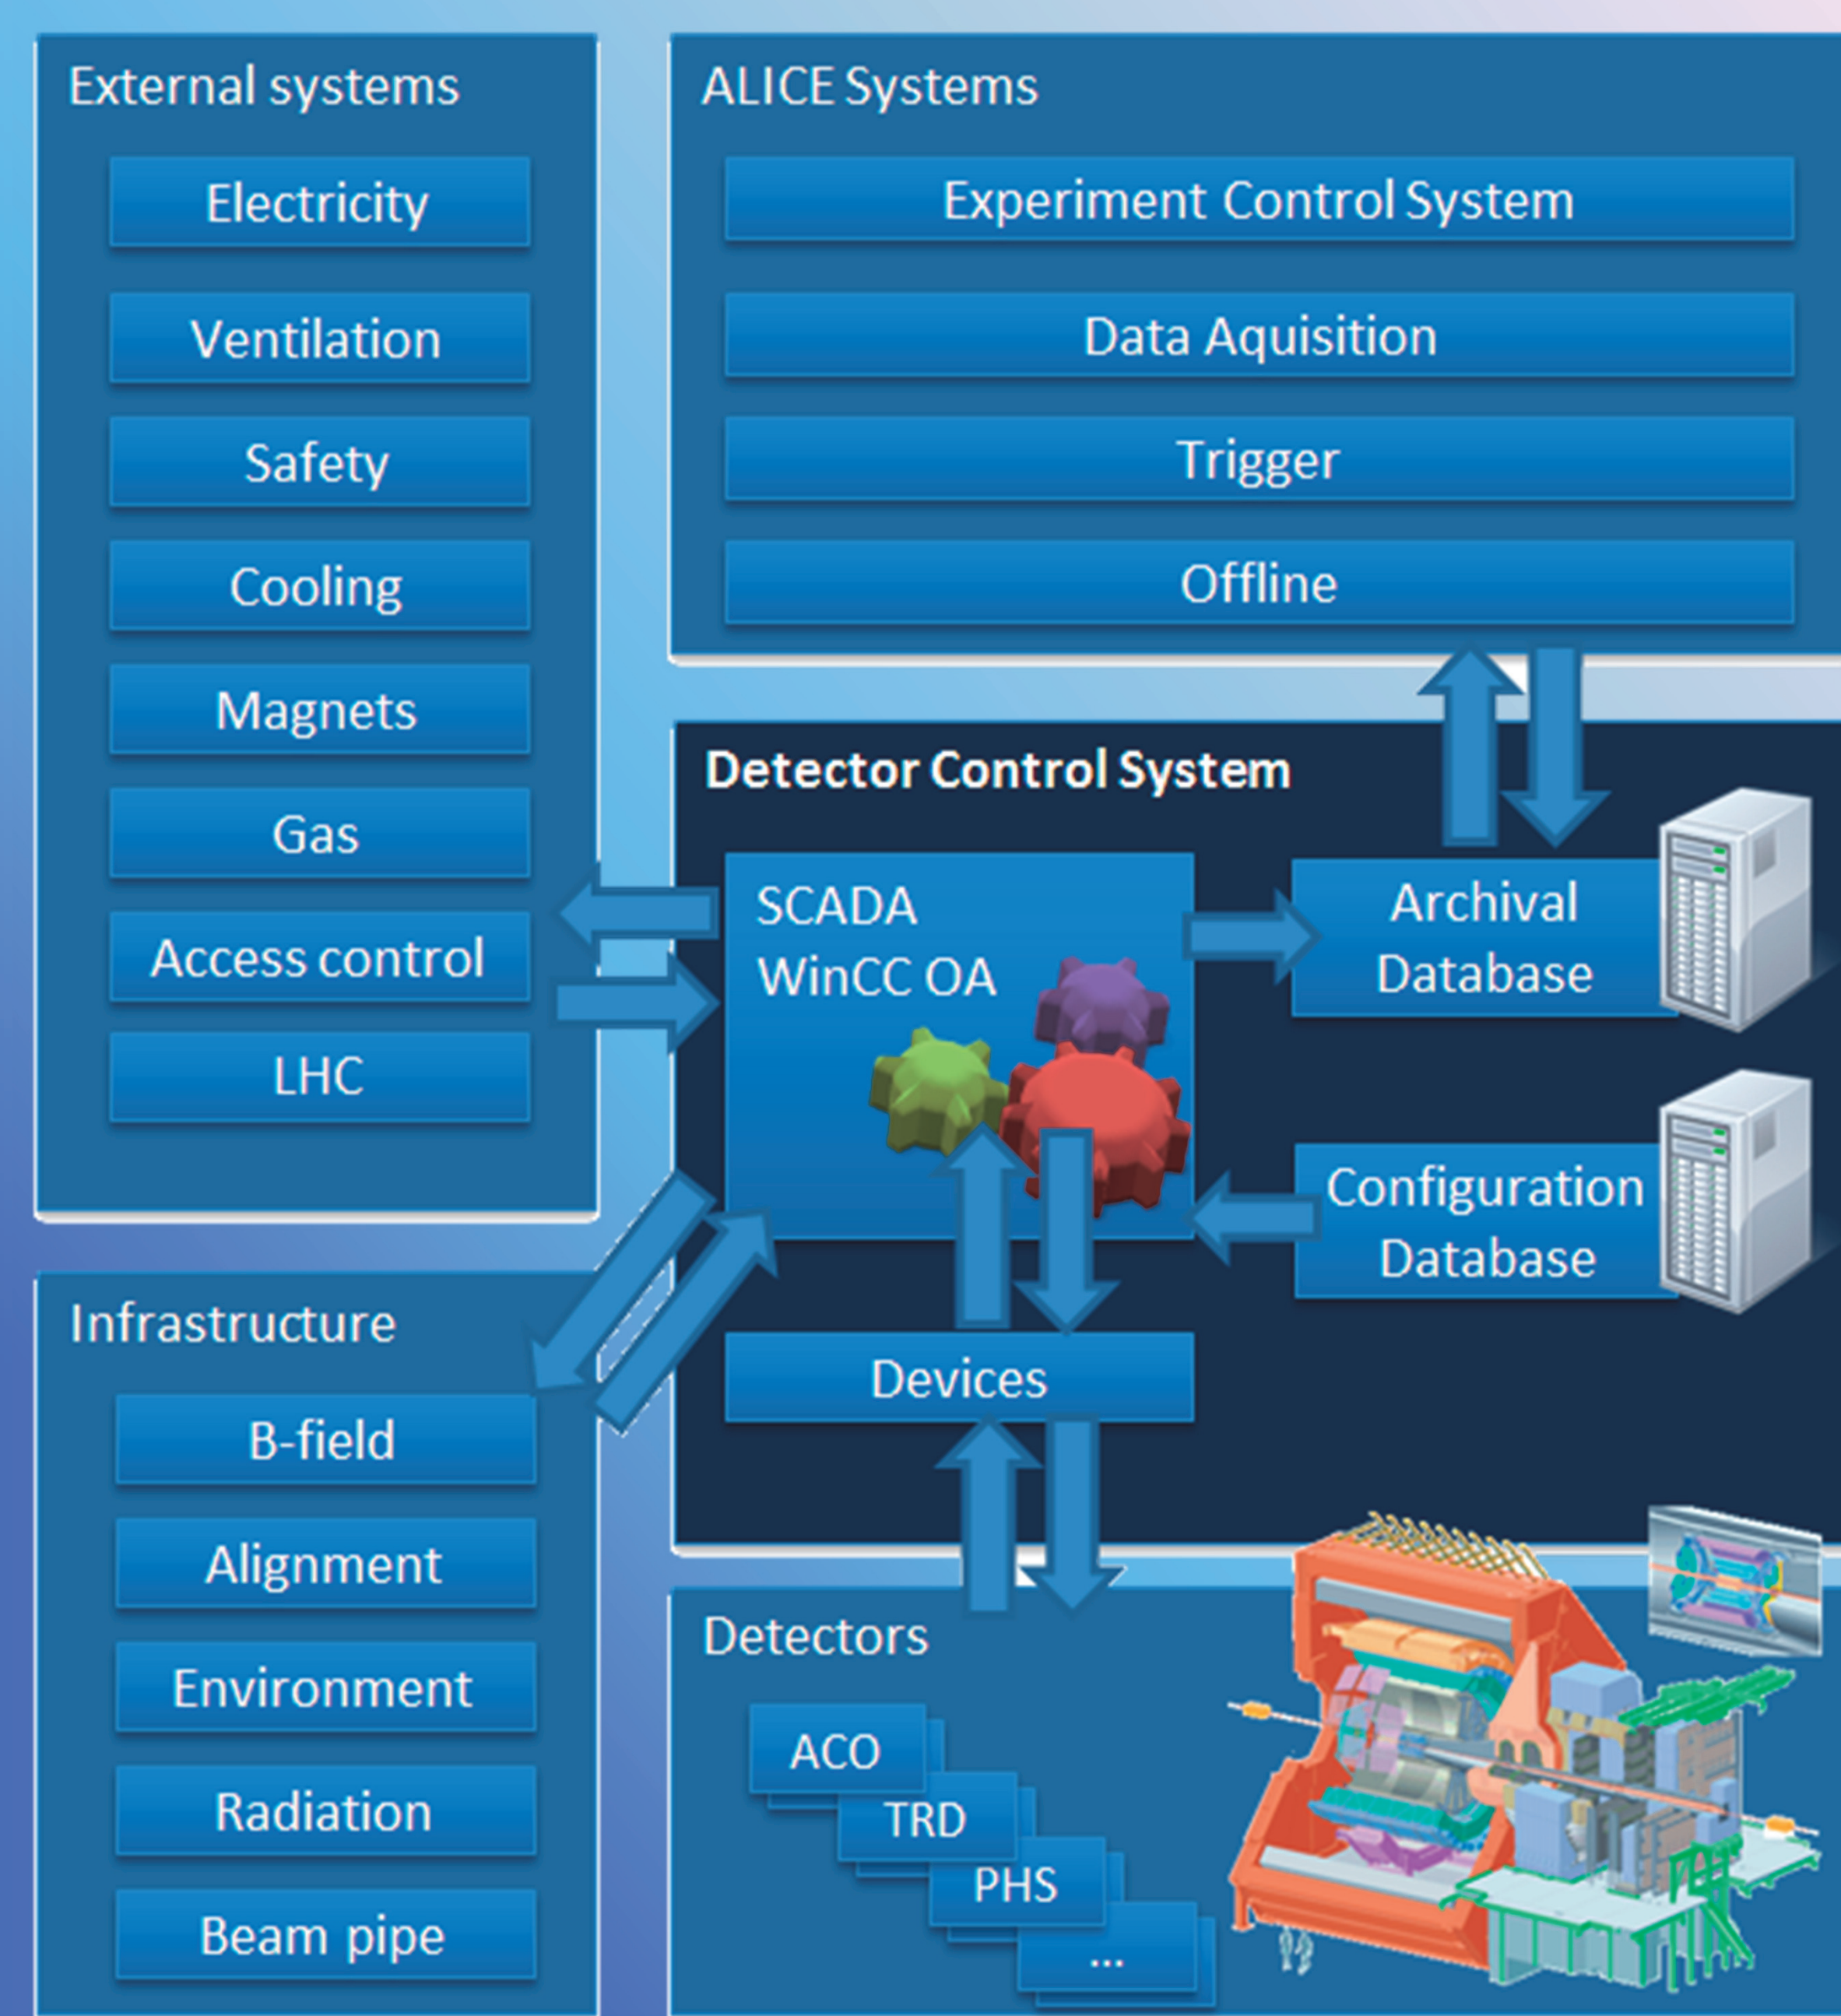 External systems
Electricity
Ventilation
Safety
Cooling
Magnets
Gas
Access control
LHC
Infrastructure
B-field
Alignment
Environment
Radiation
Beam pipe
ALICE Systems
Experiment Control System
Data Aquisition
Trigger
Offline
Detector Control System
SCADA
WinCC OA
Archival
Database
Configuration
Database
Devices
Detectors
ACO
TRD
PHS
...